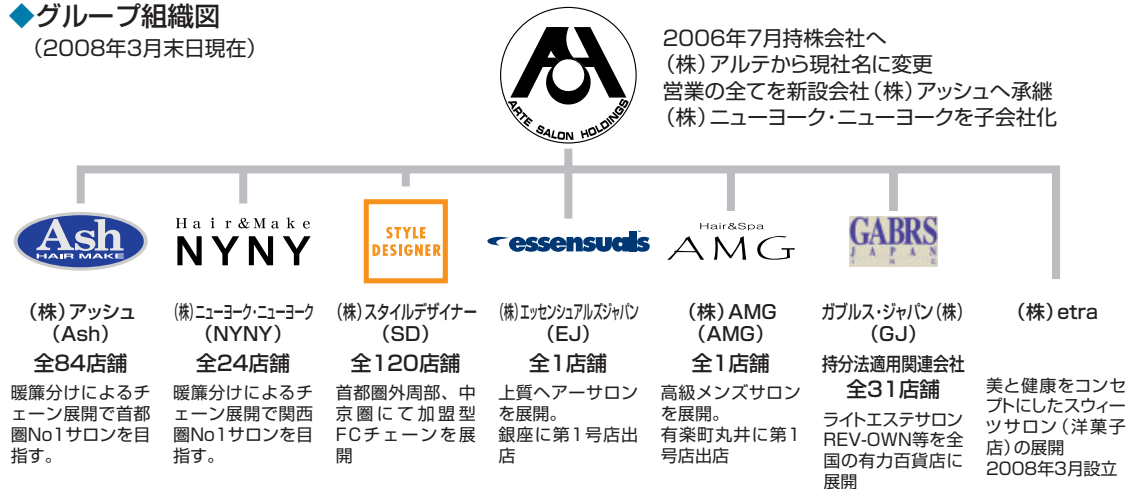 ◆グループ組織図
(2008年3月末日現在)
ARTE SALON HOLDINGS
2006年7月持株会社へ
(株)アルテから現社名に変更
営業の全てを新設会社(株)アッシュへ承継
(株)ニューヨーク・ニューヨークを子会社化
Ash
HAIR MAKE
Hair&Make
NYNY
STYLE
DESIGNER
essensuals
Hair&Spa
AMG
GABRS
JAPAN
INC
(株)アッシュ
(Ash)
全84店舗
暖簾分けによるチ
ェーン展開で首都
圏No1サロンを目
指す。
(株)ニューヨーク・ニューヨーク
(NYNY)
全24店舗
暖簾分けによるチ
ェーン展開で関西
圏No1サロンを目
指す。
(株)スタイルデザイナー
(SD)
全120店舗
首都圏外周部、中
京圏にて加盟型
FCチェーンを展
開
(株)エッセンシュアルズジャパン
(EJ)
全1店舗
上質ヘアーサロン
を展開。
銀座に第1号店出
店
(株)AMG
(AMG)
全1店舗
高級メンズサロン
を展開。
有楽町丸井に第1
号店出店
ガブルス・ジャパン(株)
(GJ)
持分法適用関連会社
全31店舗
ライトエステサロン
REV-OWN等を全
国の有力百貨店に
展開
(株)etra
美と健康をコンセ
プトにしたスウィー
ツサロン(洋菓子
店)の展開
2008年3月設立